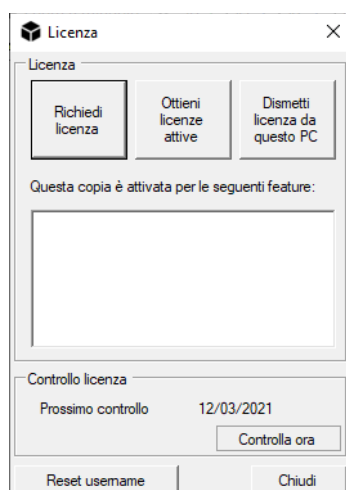 Licenza
Licenza
Richiedi
licenza
Ottieni
licenze
attive
Dismetti
licenza da
questo PC
Questa copia è attivata per le seguenti feature:
Controllo licenza
Prossimo controllo 12/03/2021
Controlla ora
Reset username Chiudi